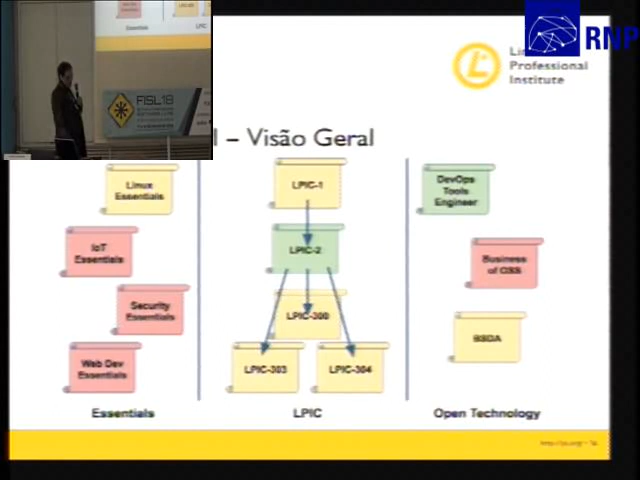 RNP
FISL18
Professional
Institute
l – Visão Geral
Linux
Essentials
LPIC-1
DevOps
Tools
Engineer
IoT
Essentials
LPIC-2
Business
of OSS
Security
Essentials
LPIC-300
BSDA
Web Dev
Essentials
LPIC-303
LPIC-304
Essentials
LPIC
Open Technology